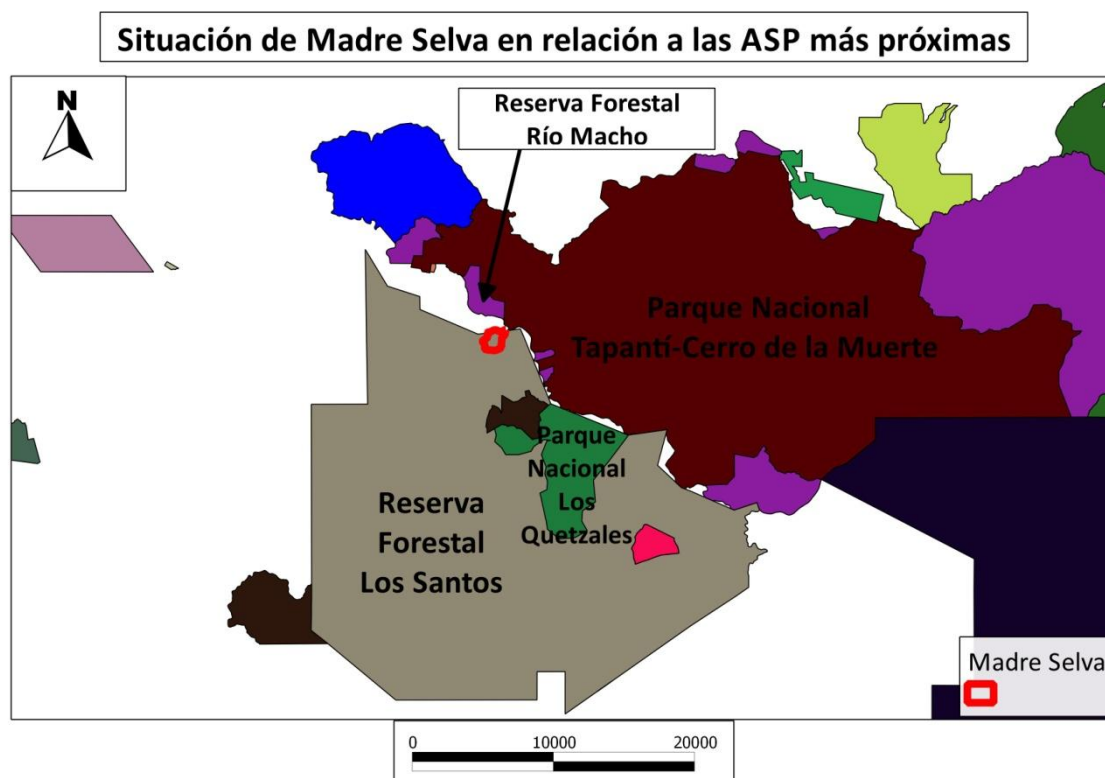 Situación de Madre Selva en relación a las ASP más próximas
N
Reserva Forestal
Río Macho
Parque Nacional
Tapantí-Cerro de la Muerte
Parque
Nacional
Los
Quetzales
Reserva
Forestal
Los Santos
Madre Selva
0 10000 20000